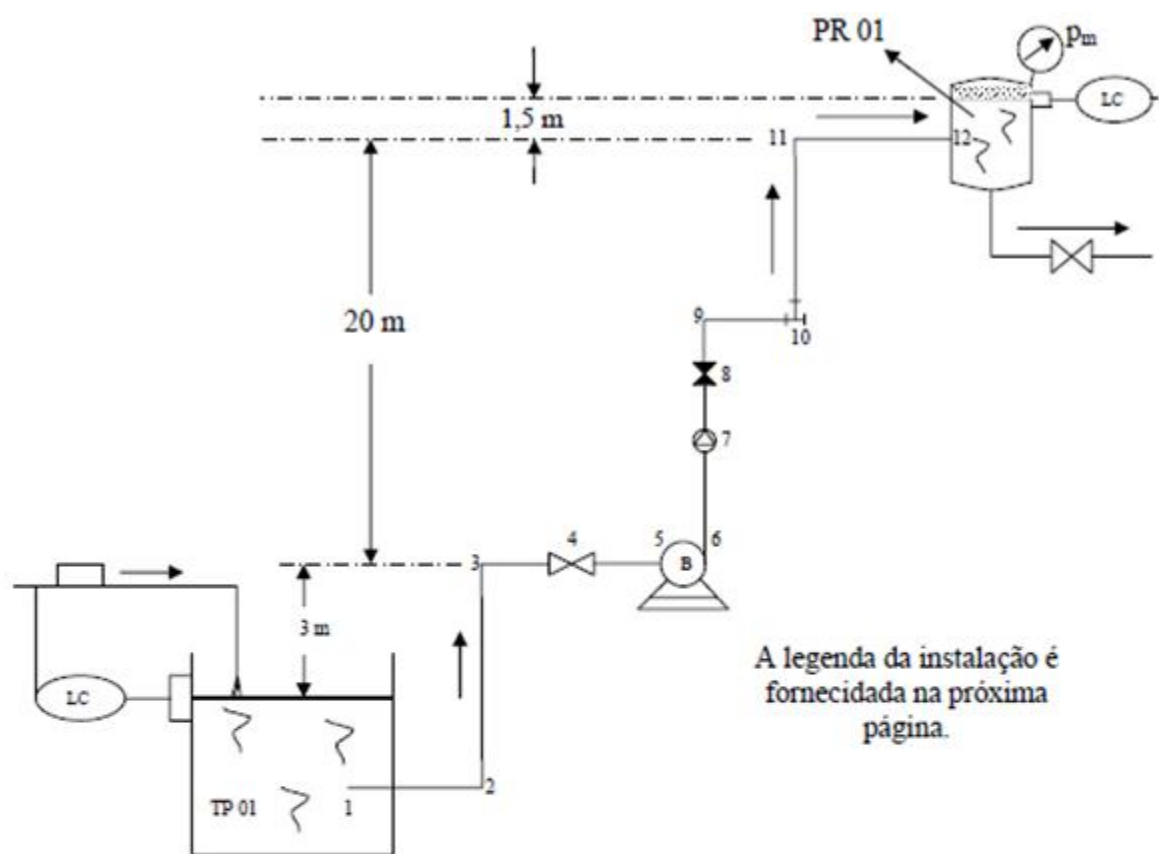 PR 01
pm
LC
1,5 m
11
12
20 m
9
10
8
7
3
4
5
6
B
3 m
LC
TP 01
1
2
A legenda da instalação é
fornecidada na próxima
página.